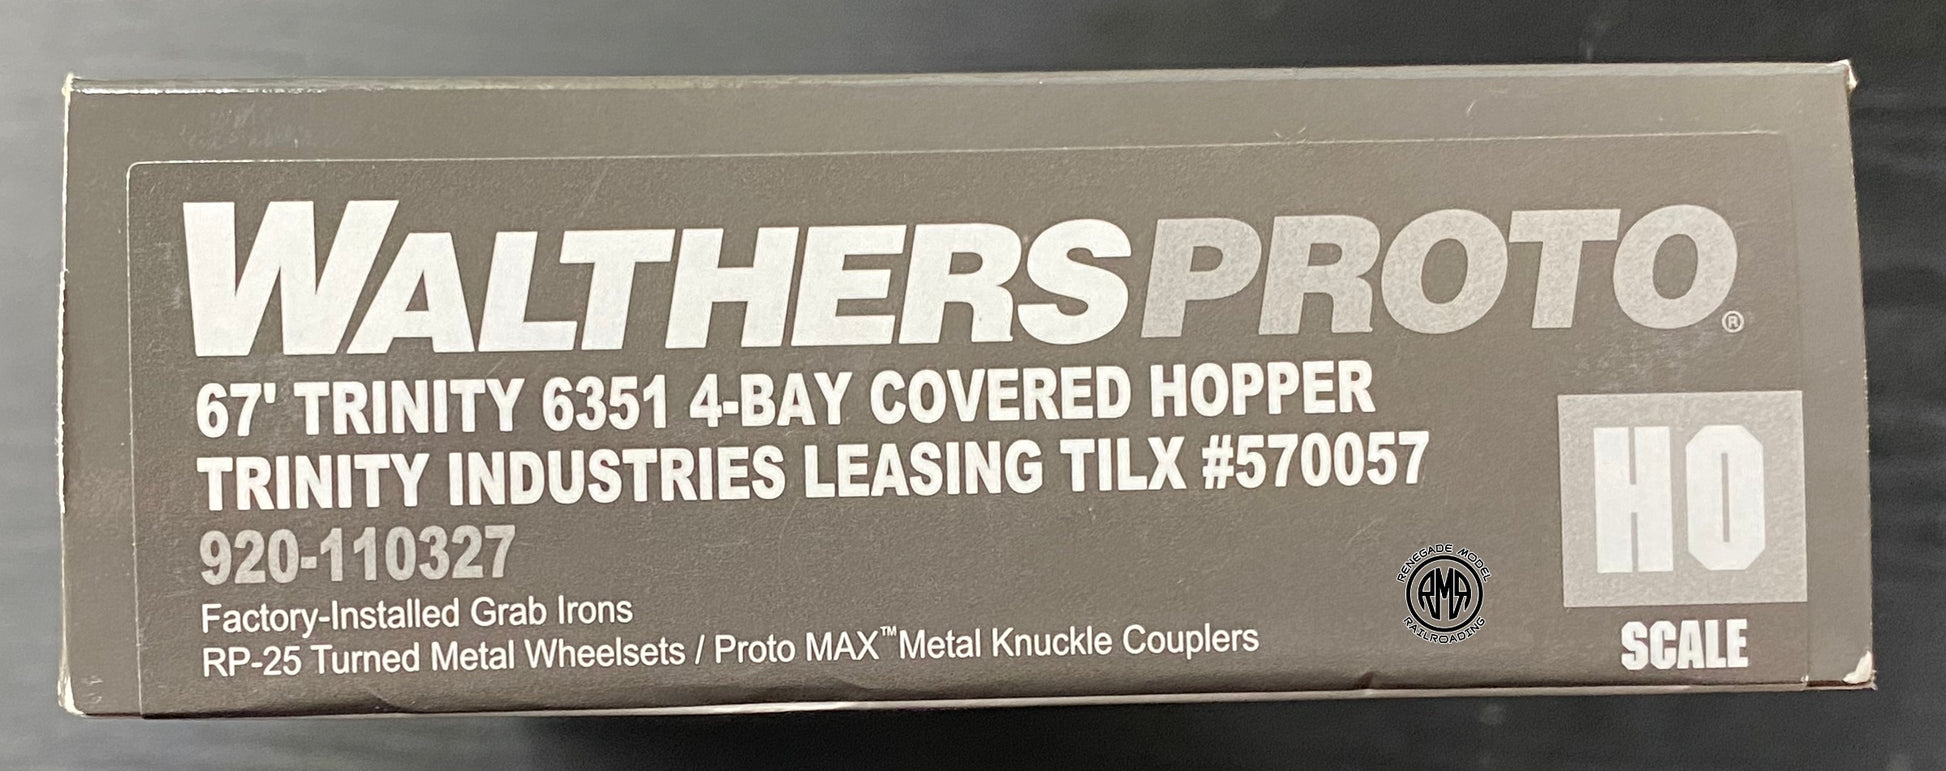 WALTHERSPROTO®
67' TRINITY 6351 4-BAY COVERED HOPPER
TRINITY INDUSTRIES LEASING TILX #570057
920-110327
Factory-Installed Grab Irons
RP-25 Turned Metal Wheelsets / Proto MAX™ Metal Knuckle Couplers
RENEGADE MODEL
RMR
RAILROADING
HO
SCALE